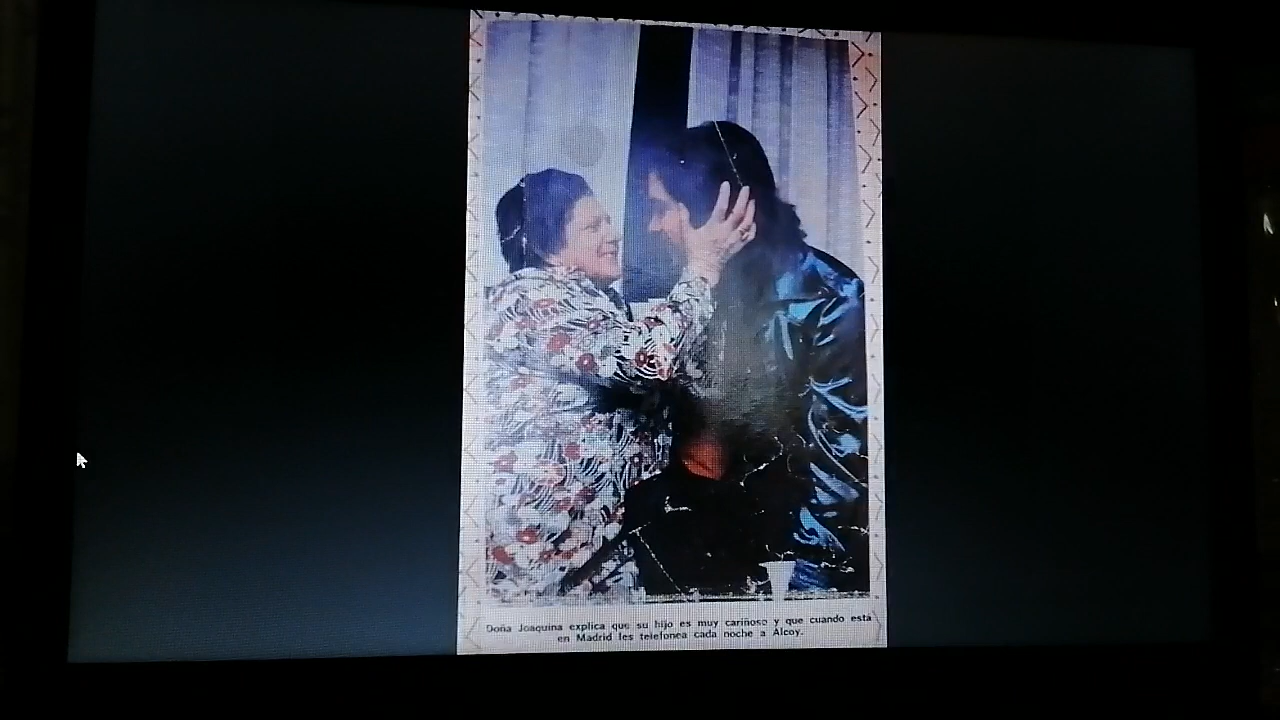 Doña Joaquina explica que su hijo es muy cariñoso y que cuando está
en Madrid les telefonea cada noche a Alcoy.